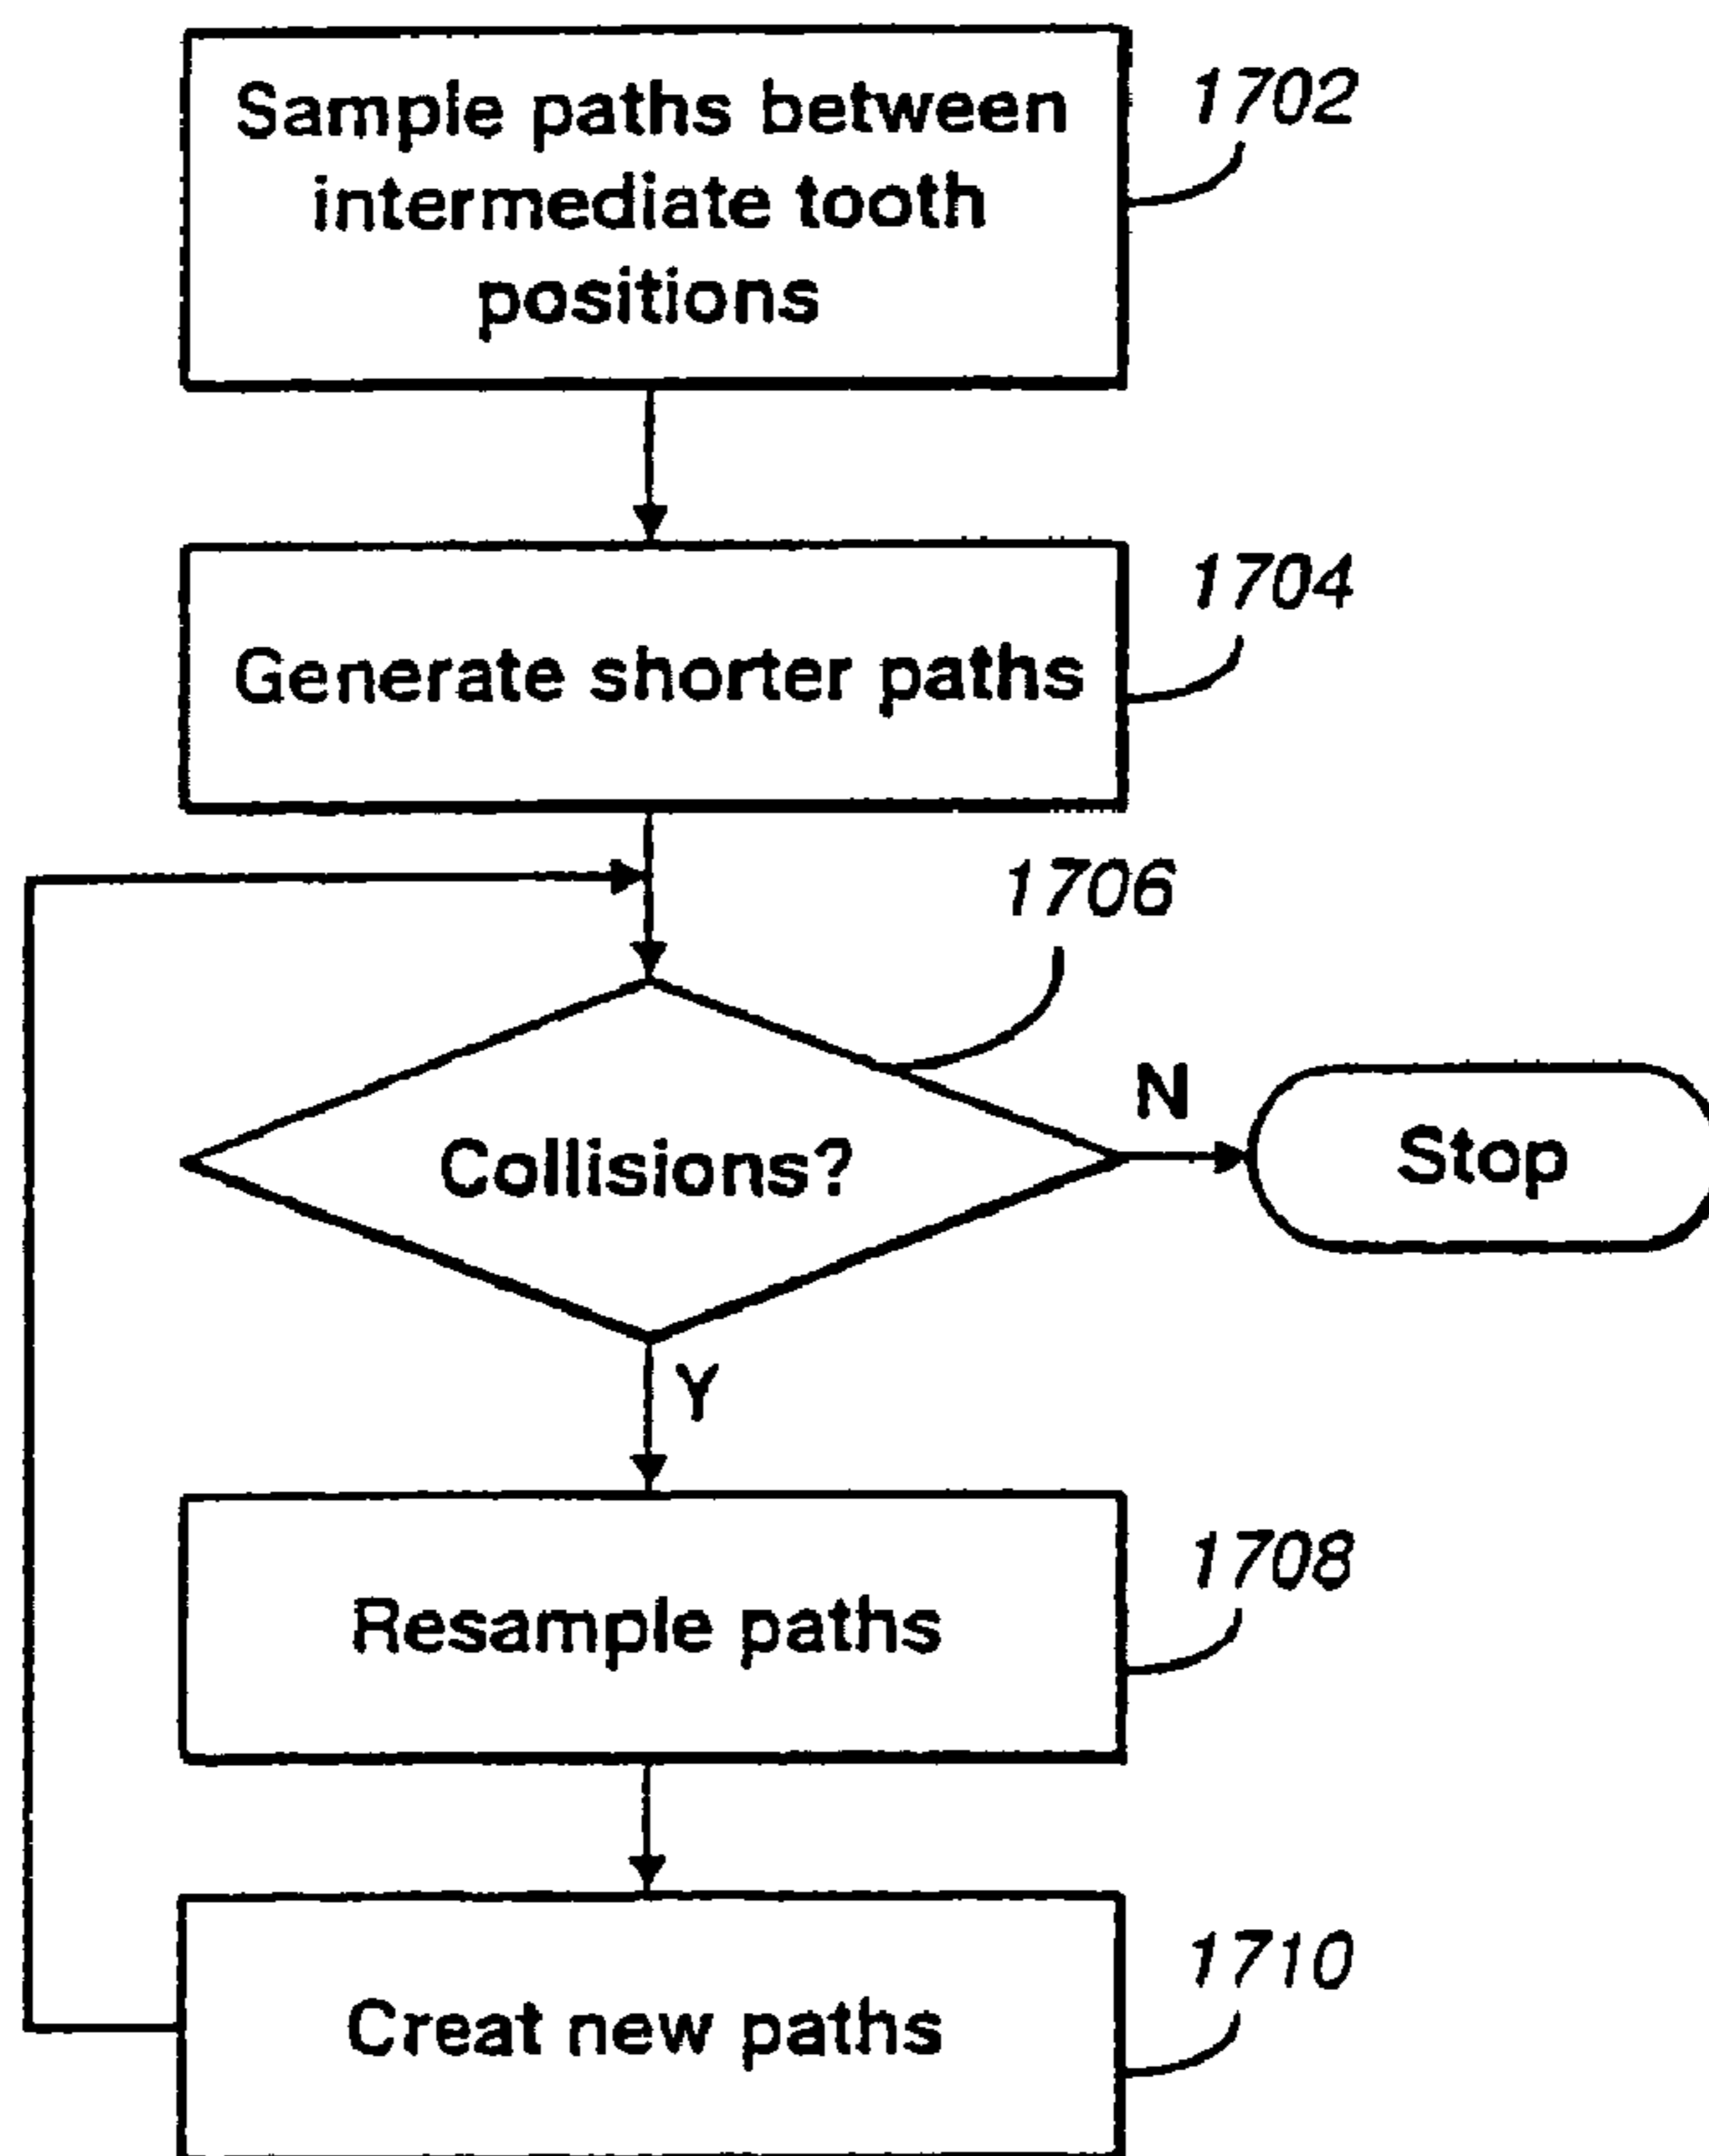 Sample paths between
intermediate tooth
positions
1702
Generate shorter paths
1704
1706
Collisions?
N
Stop
Y
Resample paths
1708
Creat new paths
1710